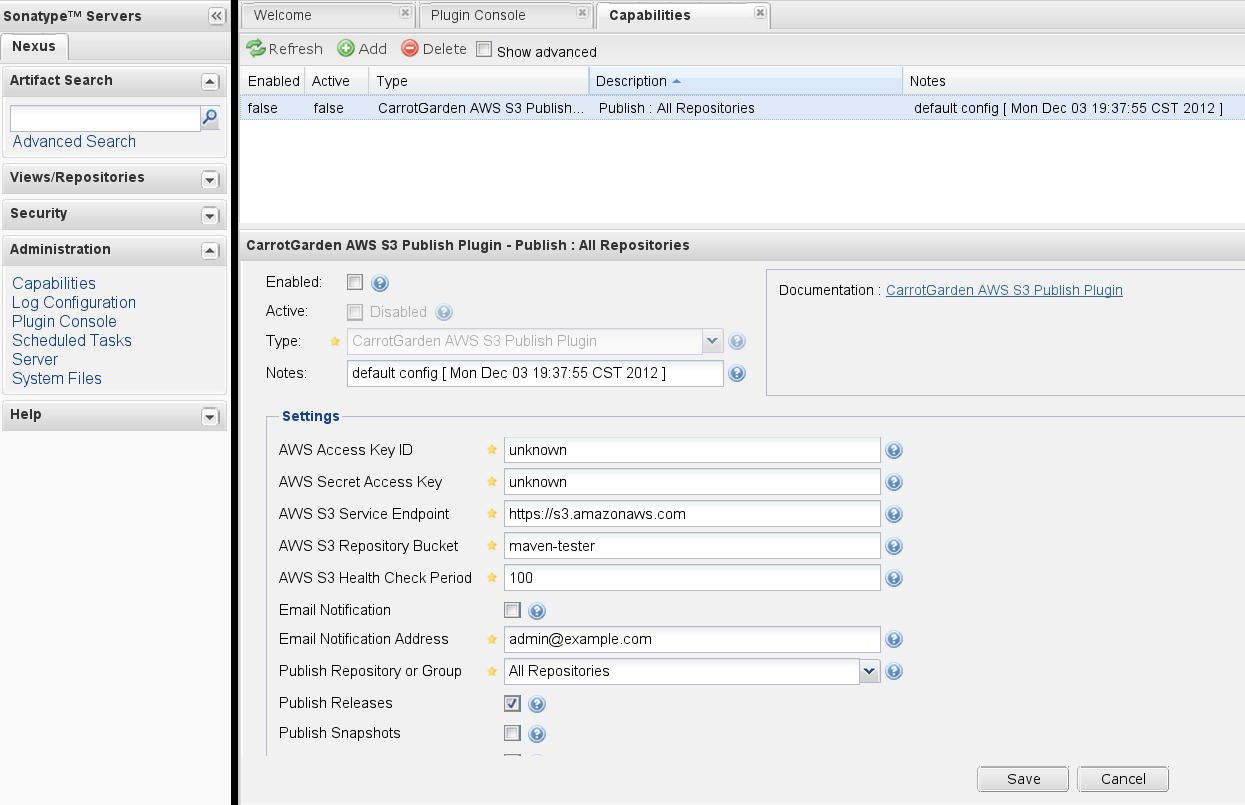 Sonatype™ Servers
Nexus
Artifact Search
Advanced Search
Views/Repositories
Security
Administration
Capabilities
Log Configuration
Plugin Console
Scheduled Tasks
Server
System Files
Help
Welcome Plugin Console Capabilities
Refresh Add Delete Show advanced
Enabled Active Type Description Notes
false false CarrotGarden AWS S3 Publish... Publish : All Repositories default config [ Mon Dec 03 19:37:55 CST 2012 ]
CarrotGarden AWS S3 Publish Plugin - Publish : All Repositories
Enabled:
Active: Disabled
Type: CarrotGarden AWS S3 Publish Plugin
Notes: default config [ Mon Dec 03 19:37:55 CST 2012 ]
Documentation : CarrotGarden AWS S3 Publish Plugin
Settings
AWS Access Key ID unknown
AWS Secret Access Key unknown
AWS S3 Service Endpoint https://s3.amazonaws.com
AWS S3 Repository Bucket maven-tester
AWS S3 Health Check Period 100
Email Notification
Email Notification Address admin@example.com
Publish Repository or Group All Repositories
Publish Releases
Publish Snapshots
Save Cancel